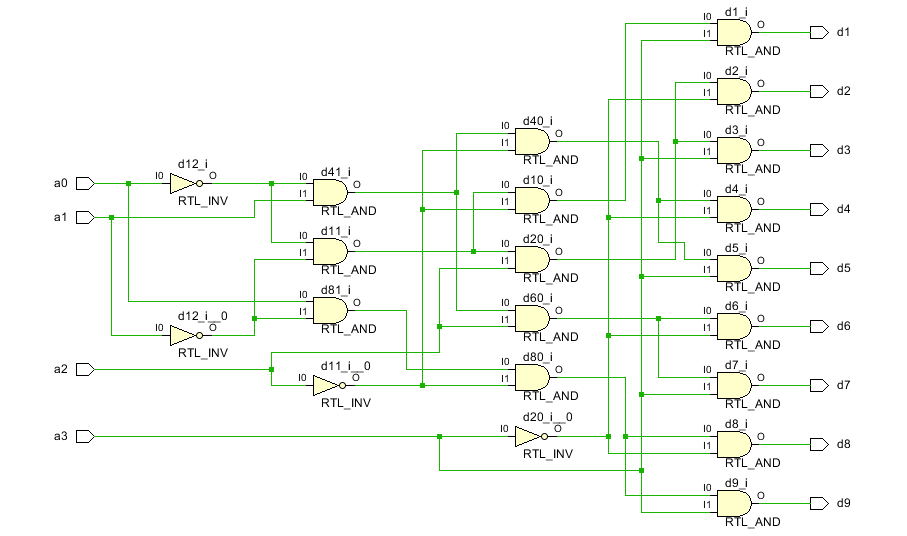 d1_i
I0 O
I1 d1
RTL_AND
d2_i
I0 O
I1 d2
RTL_AND
d40_i
I0 O
I1
RTL_AND
d3_i
I0 O
I1 d3
RTL_AND
d12_i
a0 I0 O
RTL_INV
d41_i
I0 O
I1
RTL_AND
a1
d10_i
I0 O
I1
RTL_AND
d4_i
I0 O
I1 d4
RTL_AND
d11_i
I0 O
I1
RTL_AND
d20_i
I0 O
I1
RTL_AND
d5_i
I0 O
I1 d5
RTL_AND
d81_i
I0 O
I1
RTL_AND
d12_i__0
I0 O
RTL_INV
d60_i
I0 O
I1
RTL_AND
d6_i
I0 O
I1 d6
RTL_AND
a2
d11_i__0
I0 O
RTL_INV
d80_i
I0 O
I1
RTL_AND
d7_i
I0 O
I1 d7
RTL_AND
a3
d20_i__0
I0 O
RTL_INV
d8_i
I0 O
I1 d8
RTL_AND
d9_i
I0 O
I1 d9
RTL_AND